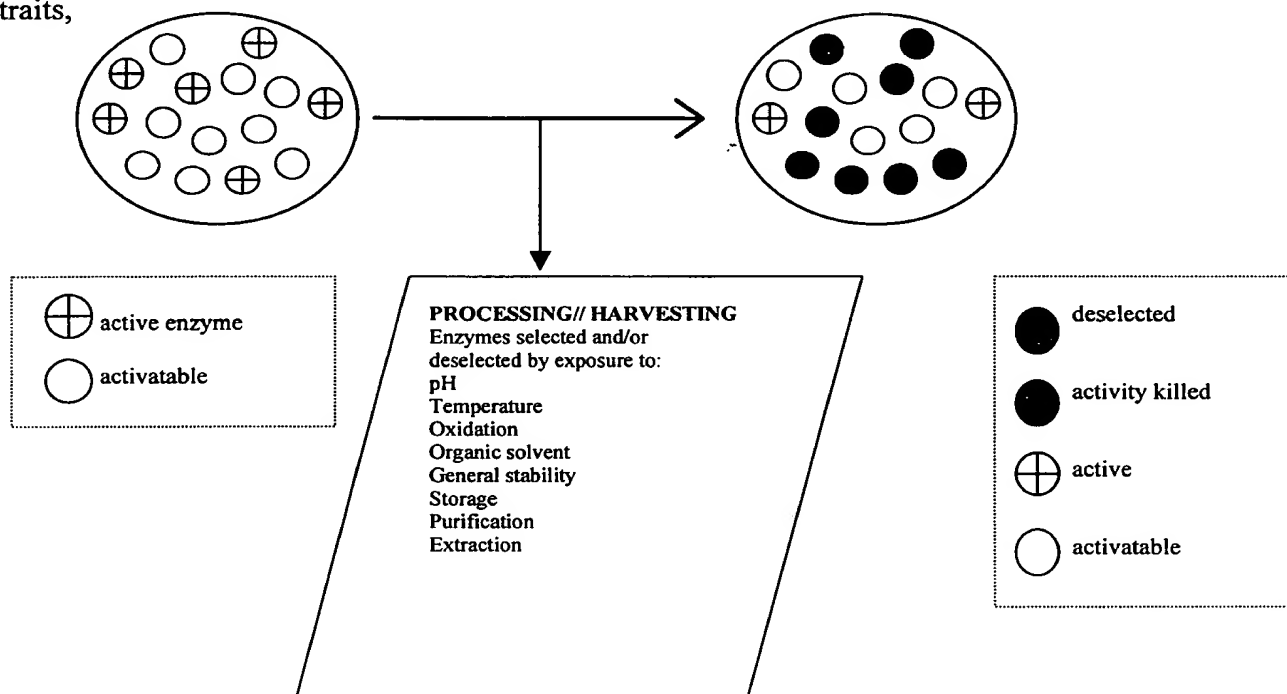 traits,
active enzyme
activatable
PROCESSING// HARVESTING
Enzymes selected and/or
deselected by exposure to:
pH
Temperature
Oxidation
Organic solvent
General stability
Storage
Purification
Extraction
deselected
activity killed
active
activatable